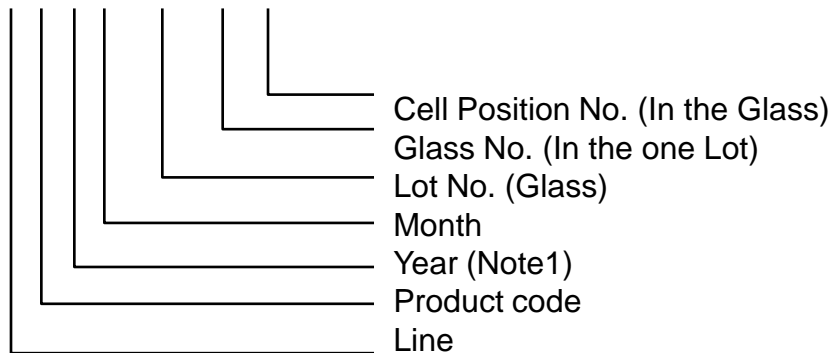 Cell Position No. (In the Glass)
Glass No. (In the one Lot)
Lot No. (Glass)
Month
Year (Note1)
Product code
Line